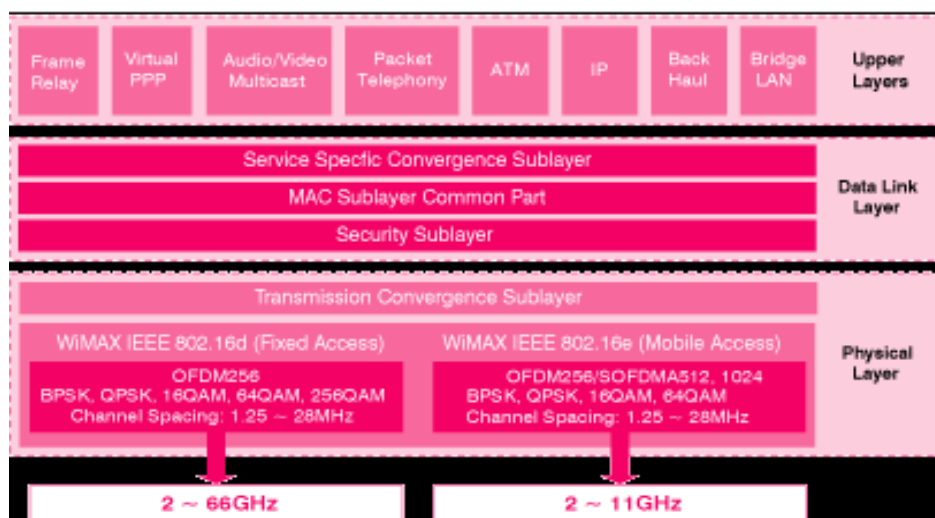 Frame Relay
Virtual PPP
Audio/Video Multicast
Packet Telephony
ATM
IP
Back Haul
Bridge LAN
Upper Layers
Service Specfic Convergence Sublayer
MAC Sublayer Common Part
Security Sublayer
Data Link Layer
Transmission Convergence Sublayer
WiMAX IEEE 802.16d (Fixed Access)
OFDM256
BPSK, QPSK, 16QAM, 64QAM, 256QAM
Channel Spacing: 1.25 ~ 28MHz
WiMAX IEEE 802.16e (Mobile Access)
OFDM256/SOFDMA512, 1024
BPSK, QPSK, 16QAM, 64QAM
Channel Spacing: 1.25 ~ 28MHz
Physical Layer
2 ~ 66GHz
2 ~ 11GHz